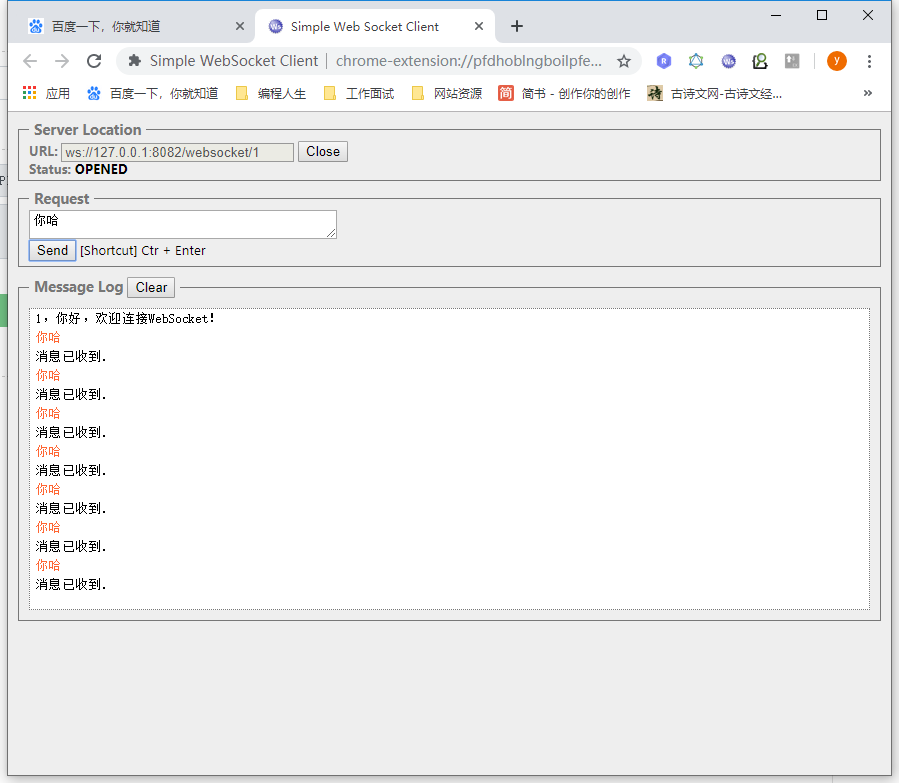 百度一下，你就知道
Simple Web Socket Client
Simple WebSocket Client | chrome-extension://pfdhoblngboilpfe...
y
应用 百度一下，你就知道 编程人生 工作面试 网站资源 简 简书 - 创作你的创作 诗 古诗文网-古诗文经... »
Server Location
URL: ws://127.0.0.1:8082/websocket/1 Close
Status: OPENED
Request
你哈
Send [Shortcut] Ctr + Enter
Message Log Clear
1，你好，欢迎连接WebSocket!
你哈
消息已收到.
你哈
消息已收到.
你哈
消息已收到.
你哈
消息已收到.
你哈
消息已收到.
你哈
消息已收到.
你哈
消息已收到.